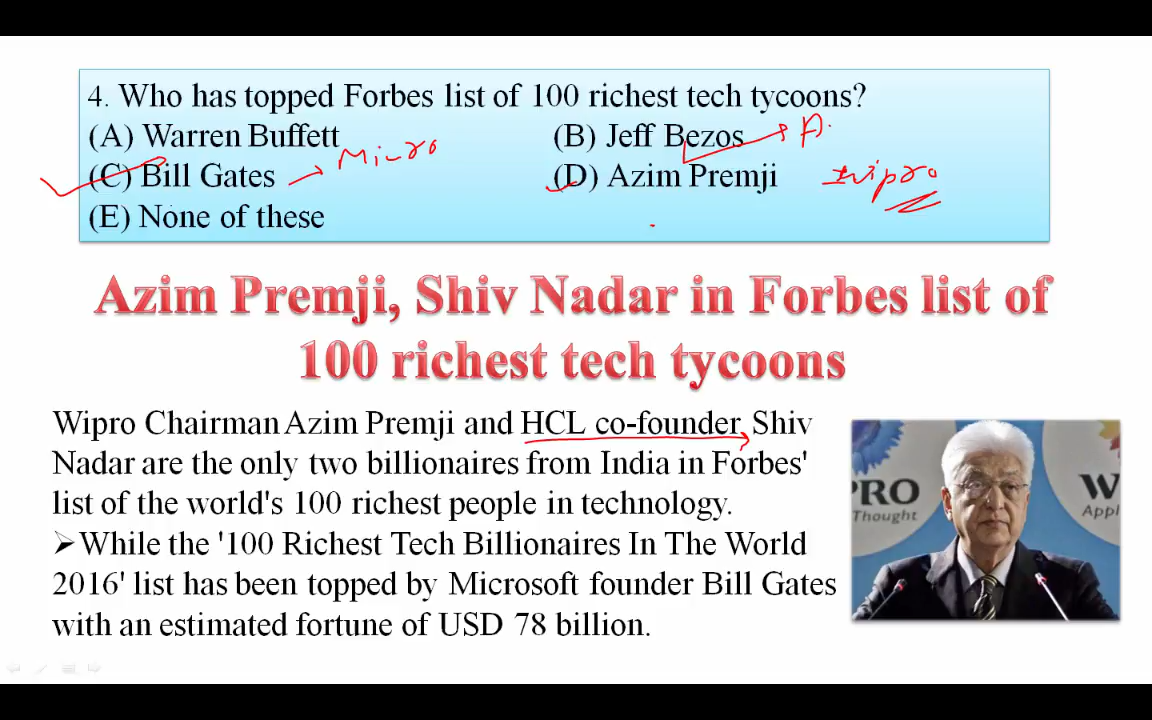 4. Who has topped Forbes list of 100 richest tech tycoons?
(A) Warren Buffett
(B) Jeff Bezos → A.
(C) Bill Gates → Micro
(D) Azim Premji wipro
(E) None of these
Azim Premji, Shiv Nadar in Forbes list of
100 richest tech tycoons
Wipro Chairman Azim Premji and HCL co-founder Shiv
Nadar are the only two billionaires from India in Forbes'
list of the world's 100 richest people in technology.
➢While the '100 Richest Tech Billionaires In The World
2016' list has been topped by Microsoft founder Bill Gates
with an estimated fortune of USD 78 billion.
PRO
Thought
W
Appl